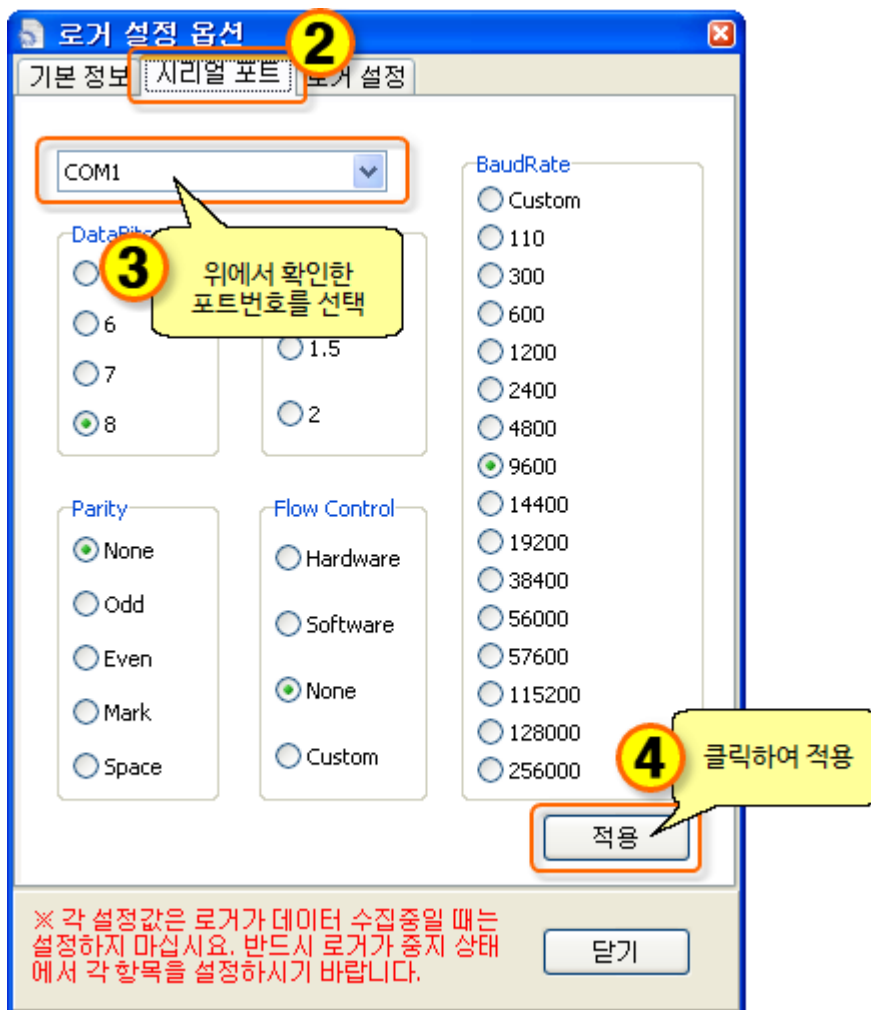 로거 설정 옵션
2
기본 정보
시리얼 포트
로거 설정
COM1
3
위에서 확인한
포트번호를 선택
DataBits
6
7
8
1.5
2
Parity
None
Odd
Even
Mark
Space
Flow Control
Hardware
Software
None
Custom
BaudRate
Custom
110
300
600
1200
2400
4800
9600
14400
19200
38400
56000
57600
115200
128000
256000
4
클릭하여 적용
적용
※ 각 설정값은 로거가 데이터 수집중일 때는
설정하지 마십시요. 반드시 로거가 중지 상태
에서 각 항목을 설정하시기 바랍니다.
닫기